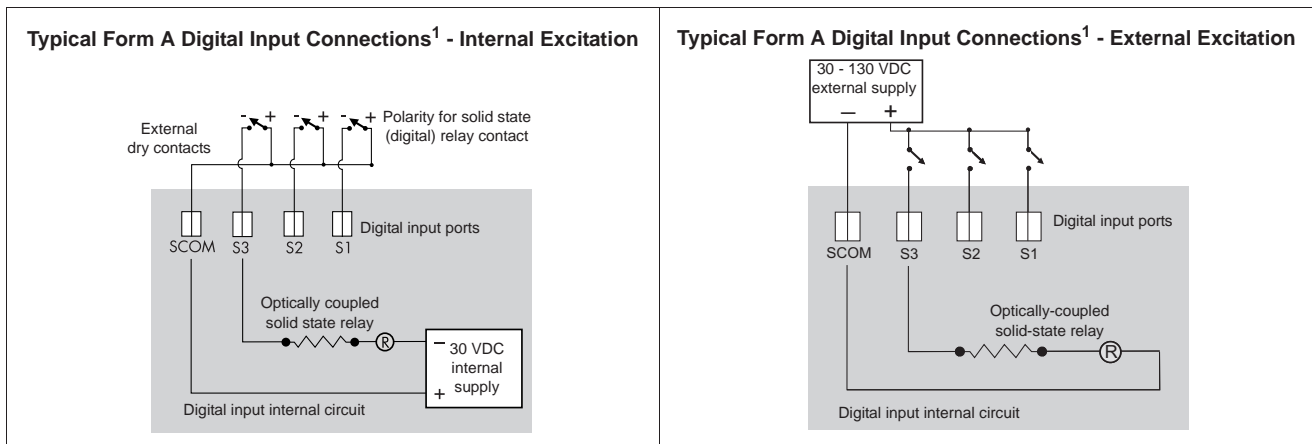 Typical Form A Digital Input Connections1 - Internal Excitation
- + - + - + Polarity for solid state
(digital) relay contact
External
dry contacts
Digital input ports
SCOM S3 S2 S1
Optically coupled
solid state relay
R
– 30 VDC
internal
supply
+
Digital input internal circuit
Typical Form A Digital Input Connections1 - External Excitation
30 - 130 VDC
external supply
– +
Digital input ports
SCOM S3 S2 S1
Optically-coupled
solid-state relay
R
Digital input internal circuit